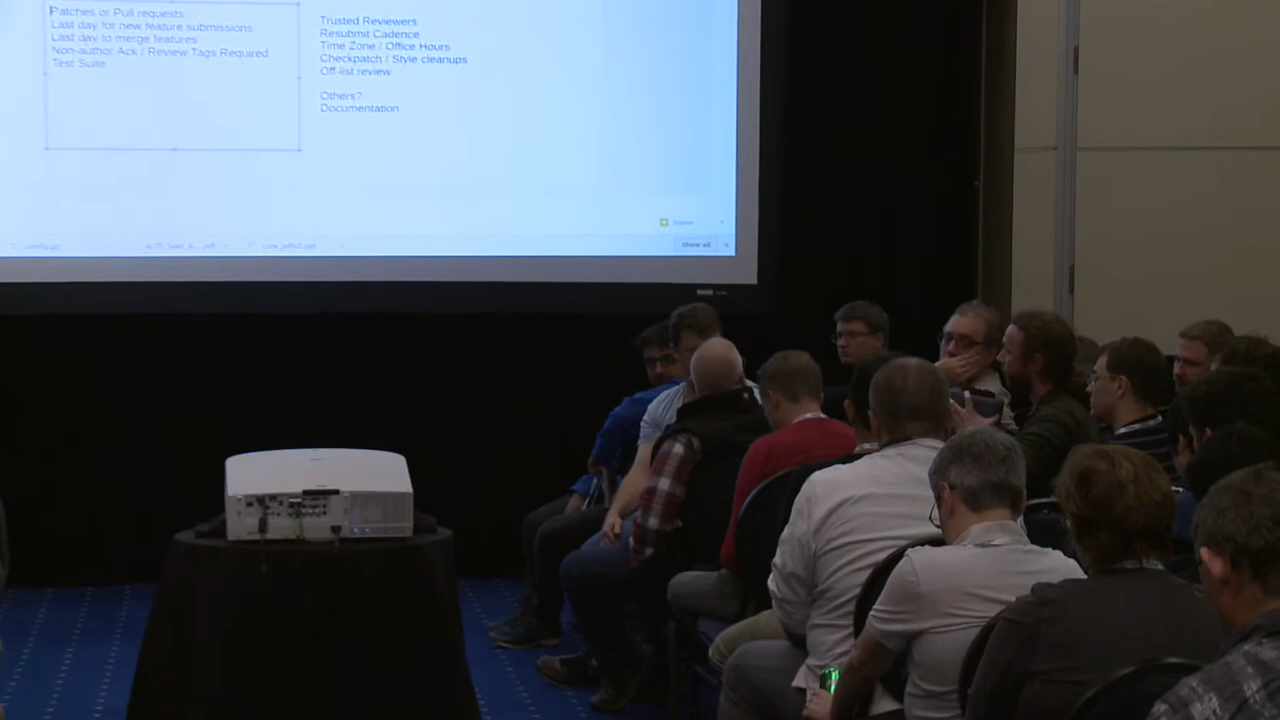 Patches or Pull requests
Last day for new feature submissions
Last day to merge features
Non-author Ack / Review Tags Required
Test Suite
Trusted Reviewers
Resubmit Cadence
Time Zone / Office Hours
Checkpatch / Style cleanups
Off-list review
Others?
Documentation
Show all